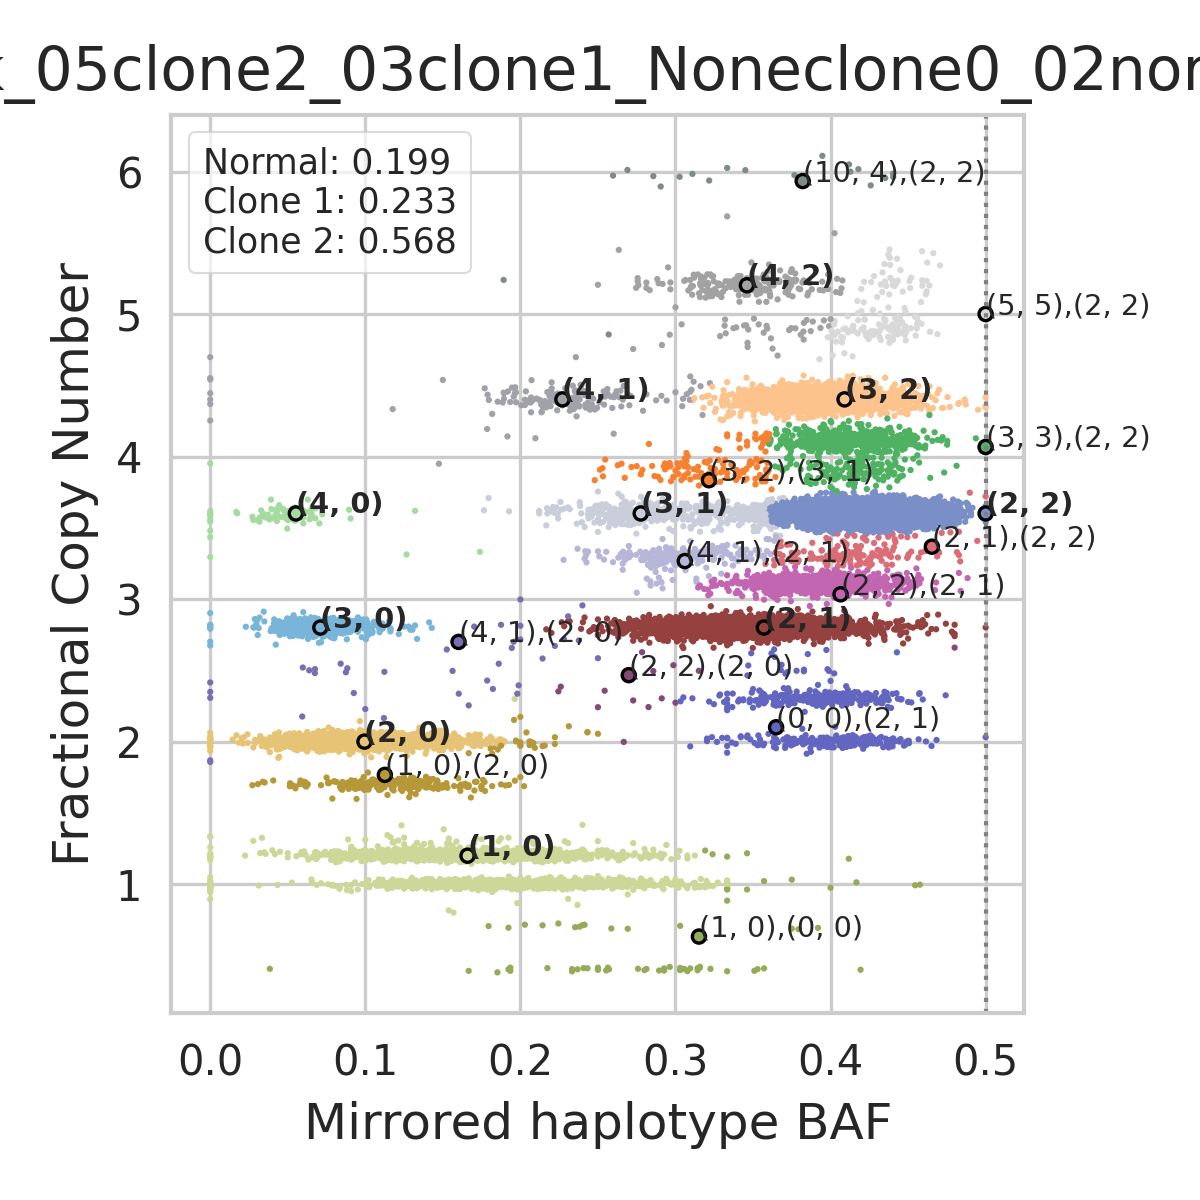 _05clone2_03clone1_Noneclone0_02nor
Normal: 0.199
Clone 1: 0.233
Clone 2: 0.568
Fractional Copy Number
6
5
4
3
2
1
(10, 4),(2, 2)
(4, 2)
(5, 5),(2, 2)
(4, 1)
(3, 2)
(3, 3),(2, 2)
(3, 2),(3, 1)
(4, 0)
(3, 1)
(2, 2)
(2, 1),(2, 2)
(4, 1),(2, 1)
(2, 2),(2, 1)
(3, 0)
(2, 1)
(4, 1),(2, 0)
(2, 2),(2, 0)
(0, 0),(2, 1)
(2, 0)
(1, 0),(2, 0)
(1, 0)
(1, 0),(0, 0)
0.0 0.1 0.2 0.3 0.4 0.5
Mirrored haplotype BAF